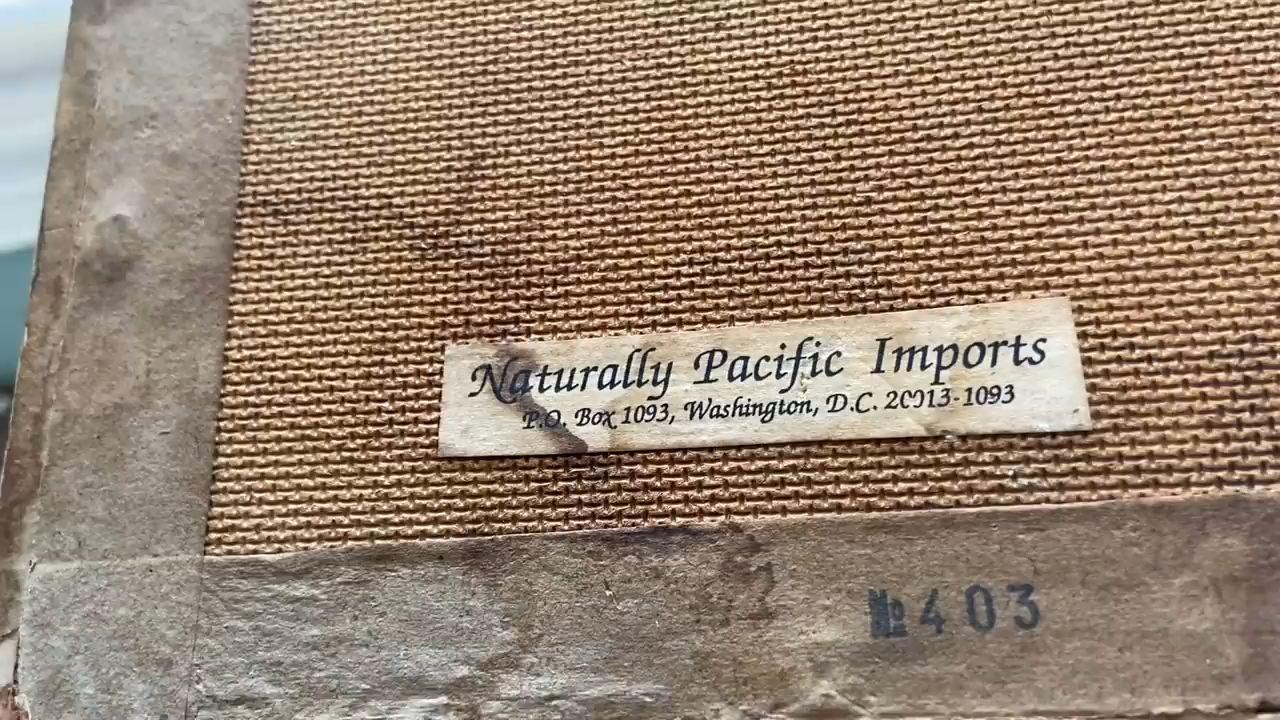 Naturally Pacific Imports
P.O. Box 1093, Washington, D.C. 20013-1093
№403